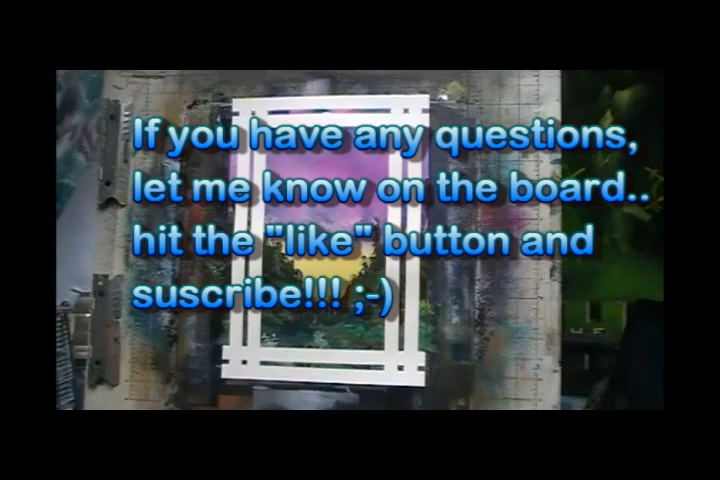 If you have any questions,
let me know on the board..
hit the "like" button and
suscribe!!! ;-)